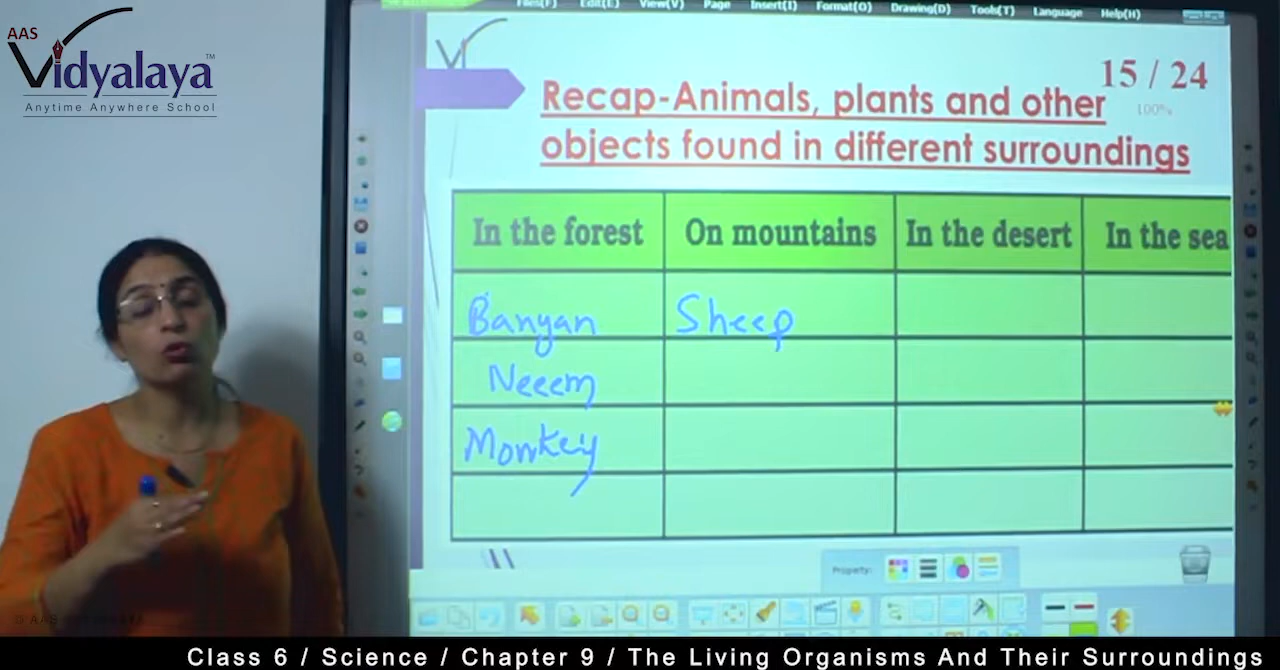 AAS
Vidyalaya™
Anytime Anywhere School
Files(F) Edit(E) View(V) Page Insert(I) Format(O) Drawing(D) Tools(T) Language Help(H)
15 / 24
100%
Recap-Animals, plants and other
objects found in different surroundings
In the forest On mountains In the desert In the sea
Banyan Sheep
Neeem
Monkey
Property:
Class 6 / Science / Chapter 9 / The Living Organisms And Their Surroundings